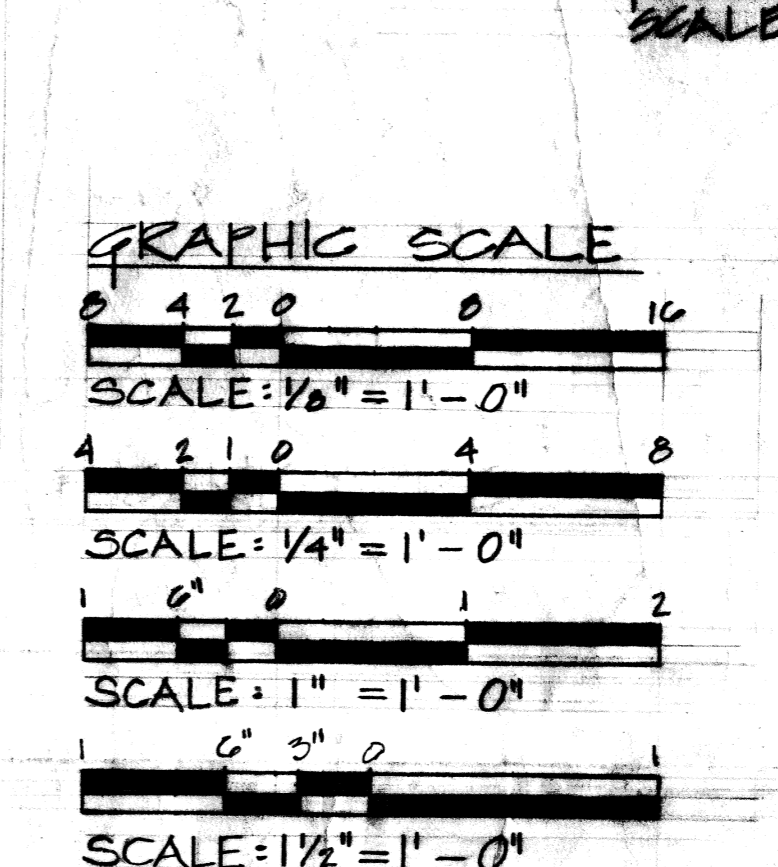 SCALE
GRAPHIC SCALE
8 4 2 0 8 16
SCALE: 1/8" = 1' - 0"
4 2 1 0 4 8
SCALE: 1/4" = 1' - 0"
1 6" 0 1 2
SCALE: 1" = 1' - 0"
1 6" 3" 0 1
SCALE: 1 1/2" = 1' - 0"